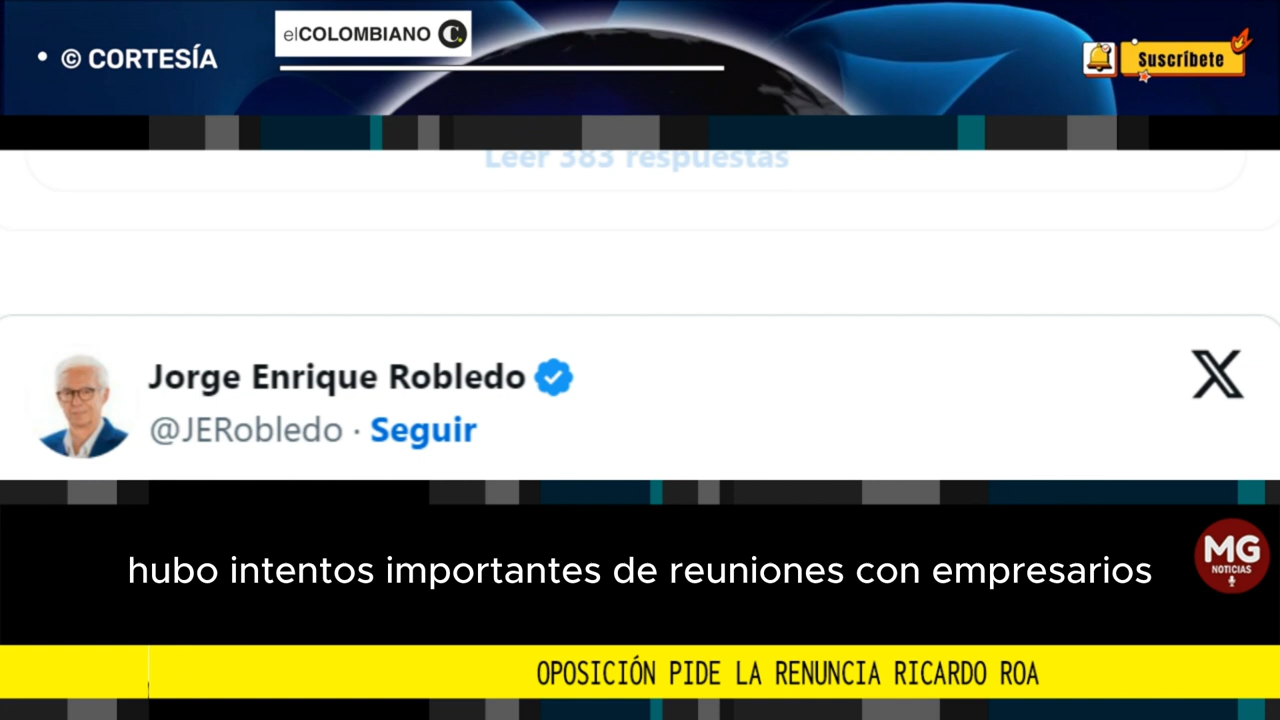 • © CORTESÍA
elCOLOMBIANO C
Suscríbete
Leer 383 respuestas
Jorge Enrique Robledo
@JERobledo · Seguir
X
hubo intentos importantes de reuniones con empresarios
MG
NOTICIAS
OPOSICIÓN PIDE LA RENUNCIA RICARDO ROA